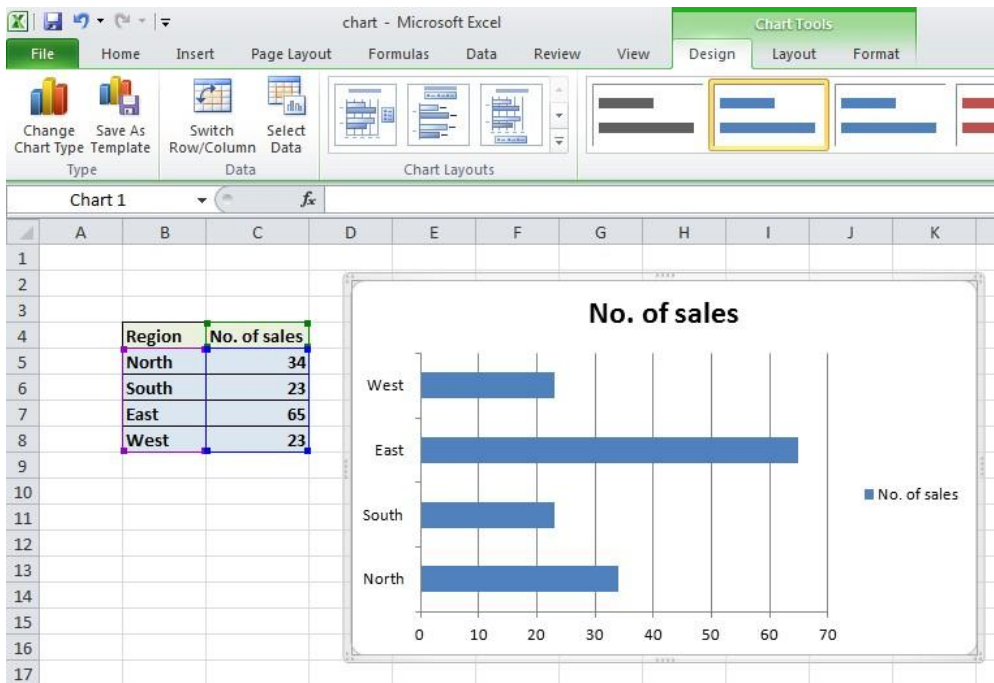 chart - Microsoft Excel
Chart Tools
File Home Insert Page Layout Formulas Data Review View Design Layout Format
Change Chart Type
Save As Template
Switch Row/Column
Select Data
Type Data Chart Layouts
Chart 1 fx
A B C D E F G H I J K
1
2
3
4 Region No. of sales
5 North 34
6 South 23
7 East 65
8 West 23
9
10
11
12
13
14
15
16
17
No. of sales
West
East
South
North
0 10 20 30 40 50 60 70
No. of sales